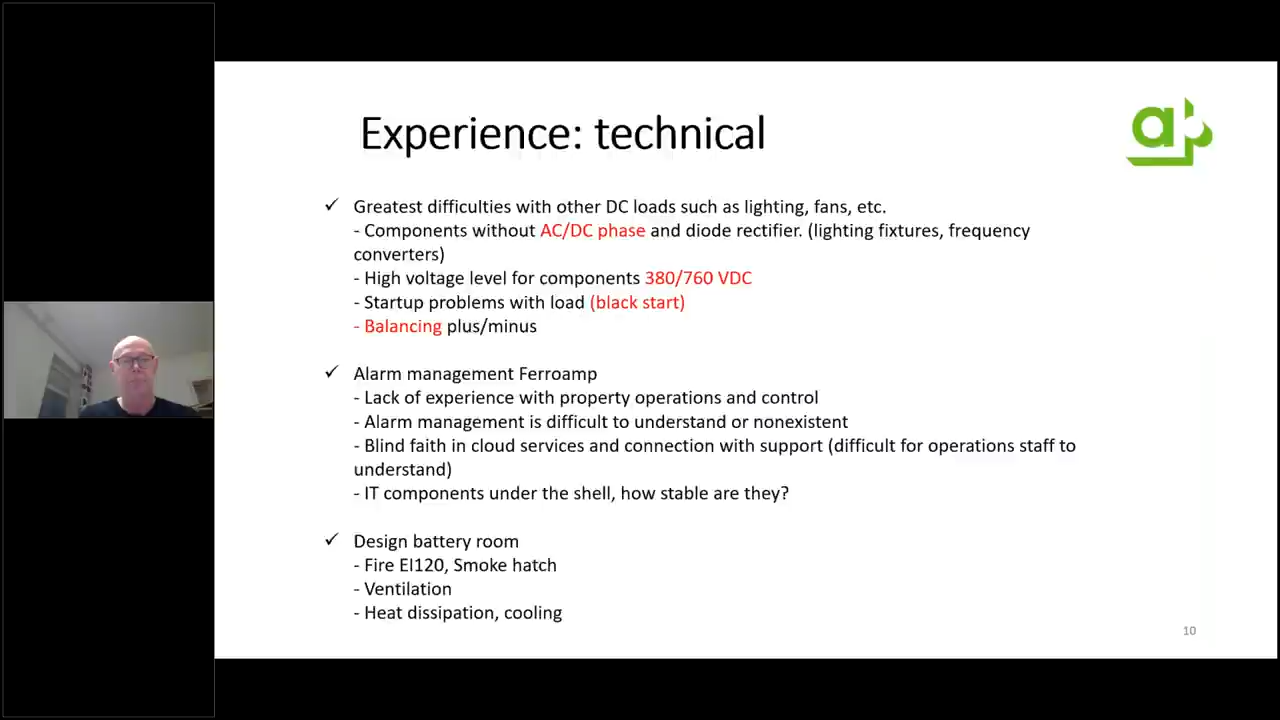 Experience: technical
✓ Greatest difficulties with other DC loads such as lighting, fans, etc.
- Components without AC/DC phase and diode rectifier. (lighting fixtures, frequency
converters)
- High voltage level for components 380/760 VDC
- Startup problems with load (black start)
- Balancing plus/minus
✓ Alarm management Ferroamp
- Lack of experience with property operations and control
- Alarm management is difficult to understand or nonexistent
- Blind faith in cloud services and connection with support (difficult for operations staff to
understand)
- IT components under the shell, how stable are they?
✓ Design battery room
- Fire EI120, Smoke hatch
- Ventilation
- Heat dissipation, cooling
10